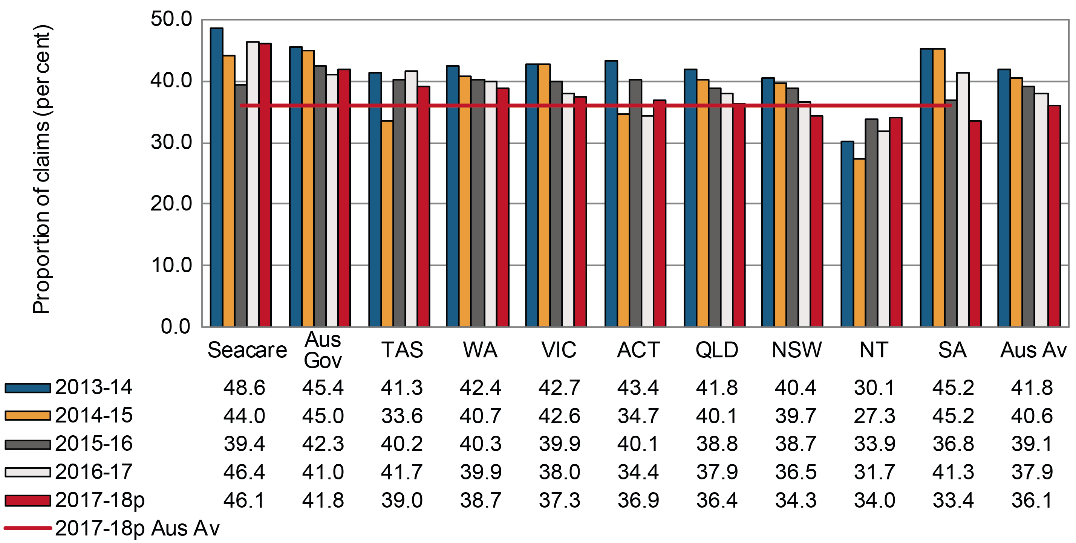 Proportion of claims (percent)
50.0
40.0
30.0
20.0
10.0
0.0
Seacare Aus Gov TAS WA VIC ACT QLD NSW NT SA Aus Av
2013-14 48.6 45.4 41.3 42.4 42.7 43.4 41.8 40.4 30.1 45.2 41.8
2014-15 44.0 45.0 33.6 40.7 42.6 34.7 40.1 39.7 27.3 45.2 40.6
2015-16 39.4 42.3 40.2 40.3 39.9 40.1 38.8 38.7 33.9 36.8 39.1
2016-17 46.4 41.0 41.7 39.9 38.0 34.4 37.9 36.5 31.7 41.3 37.9
2017-18p 46.1 41.8 39.0 38.7 37.3 36.9 36.4 34.3 34.0 33.4 36.1
2017-18p Aus Av